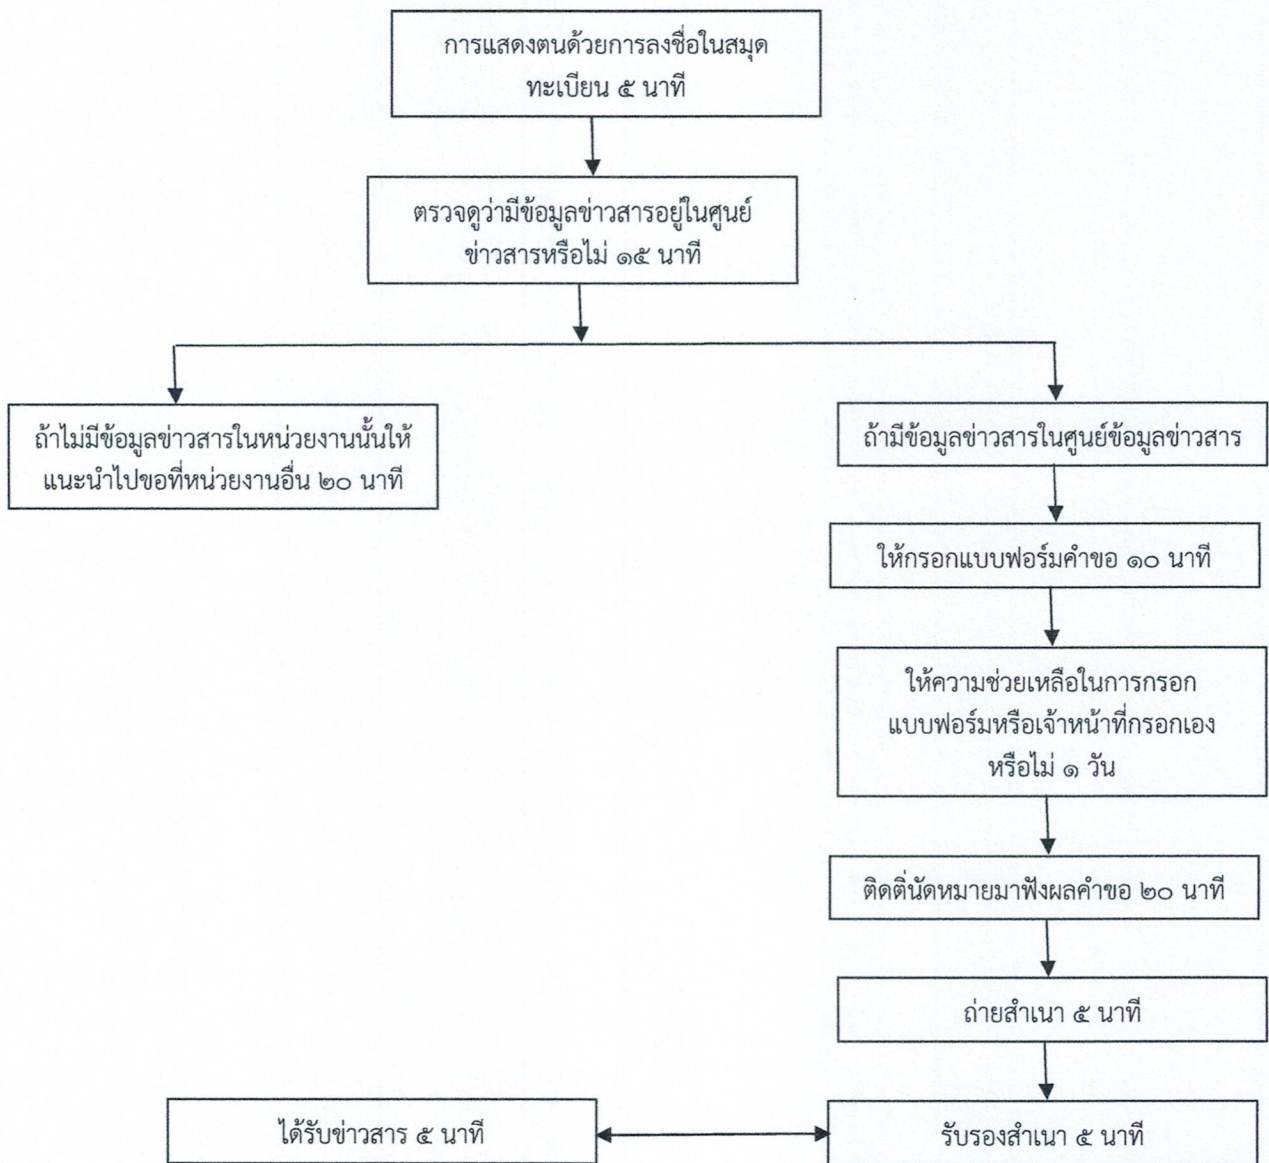 การแสดงตนด้วยการลงชื่อในสมุด
ทะเบียน ๕ นาที
ตรวจดูว่ามีข้อมูลข่าวสารอยู่ในศูนย์
ข่าวสารหรือไม่ ๑๕ นาที
ถ้าไม่มีข้อมูลข่าวสารในหน่วยงานนั้นให้
แนะนำไปขอที่หน่วยงานอื่น ๒๐ นาที
ถ้ามีข้อมูลข่าวสารในศูนย์ข้อมูลข่าวสาร
ให้กรอกแบบฟอร์มคำขอ ๑๐ นาที
ให้ความช่วยเหลือในการกรอก
แบบฟอร์มหรือเจ้าหน้าที่กรอกเอง
หรือไม่ ๑ วัน
ติดติ่นัดหมายมาฟังผลคำขอ ๒๐ นาที
ถ่ายสำเนา ๕ นาที
ได้รับข่าวสาร ๕ นาที
รับรองสำเนา ๕ นาที